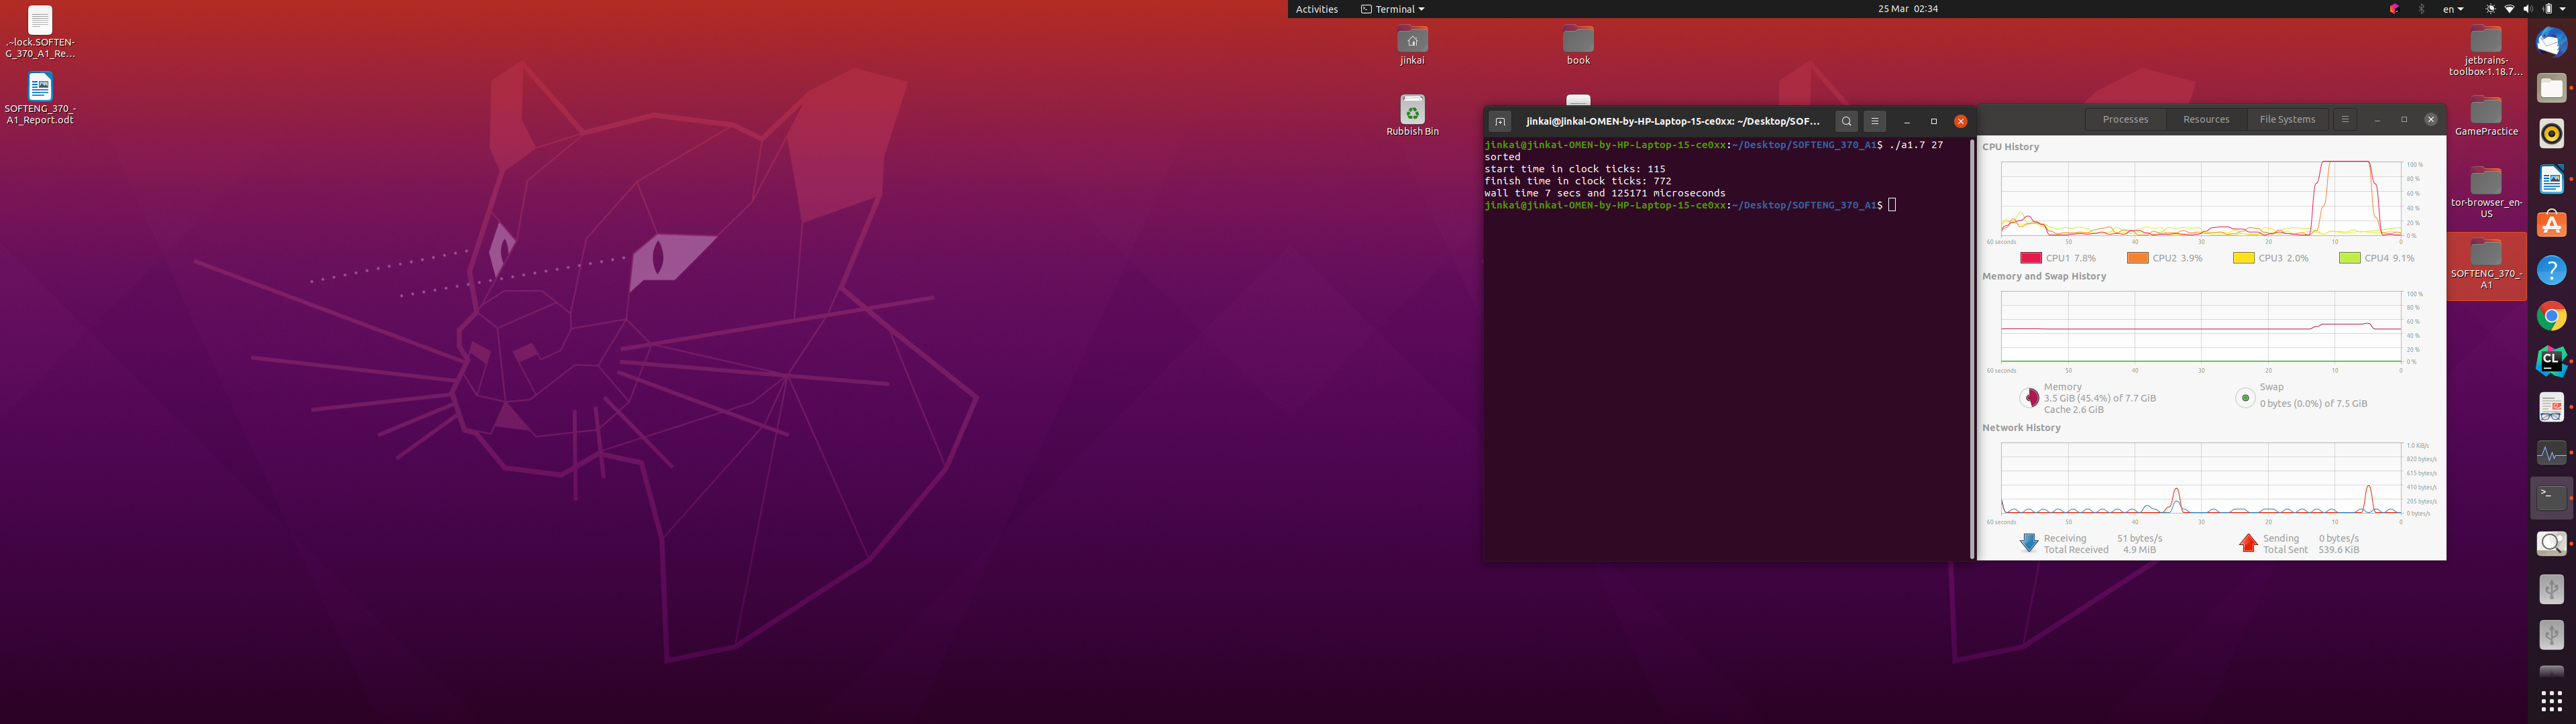 Activities
Terminal
25 Mar 02:34
en
.~lock.SOFTEN-
G_370_A1_Re...
SOFTENG_370_-
A1_Report.odt
jinkai
book
Rubbish Bin
jetbrains-
toolbox-1.18.7...
GamePractice
tor-browser_en-
US
SOFTENG_370_-
A1
jinkai@jinkai-OMEN-by-HP-Laptop-15-ce0xx: ~/Desktop/SOF...
jinkai@jinkai-OMEN-by-HP-Laptop-15-ce0xx:~/Desktop/SOFTENG_370_A1$ ./a1.7 27
sorted
start time in clock ticks: 115
finish time in clock ticks: 772
wall time 7 secs and 125171 microseconds
jinkai@jinkai-OMEN-by-HP-Laptop-15-ce0xx:~/Desktop/SOFTENG_370_A1$
Processes
Resources
File Systems
CPU History
100 %
80 %
60 %
40 %
20 %
0 %
60 seconds 50 40 30 20 10 0
CPU1 7.8% CPU2 3.9% CPU3 2.0% CPU4 9.1%
Memory and Swap History
100 %
80 %
60 %
40 %
20 %
0 %
60 seconds 50 40 30 20 10 0
Memory
3.5 GiB (45.4%) of 7.7 GiB
Cache 2.6 GiB
Swap
0 bytes (0.0%) of 7.5 GiB
Network History
1.0 KiB/s
820 bytes/s
615 bytes/s
410 bytes/s
205 bytes/s
0 bytes/s
60 seconds 50 40 30 20 10 0
Receiving 51 bytes/s
Total Received 4.9 MiB
Sending 0 bytes/s
Total Sent 539.6 KiB
CL